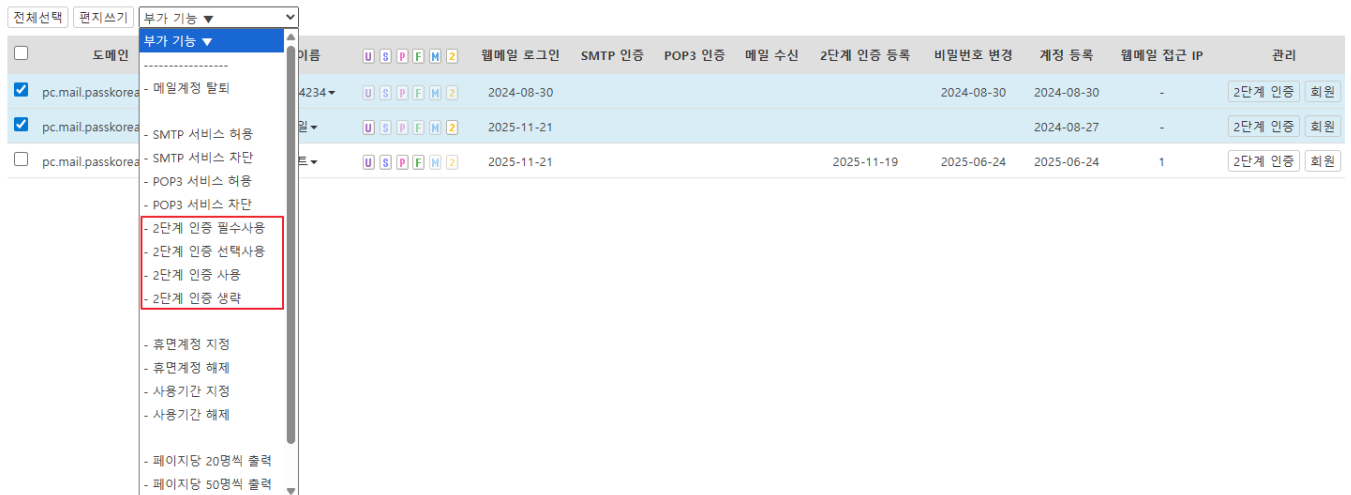 전체선택 편지쓰기 부가 기능 ▼
부가 기능 ▼
도메인 이름 U S P F M 2 웹메일 로그인 SMTP 인증 POP3 인증 메일 수신 2단계 인증 등록 비밀번호 변경 계정 등록 웹메일 접근 IP 관리
-----------------
- 메일계정 탈퇴
pc.mail.passkorea 4234▼ U S P F M 2 2024-08-30 2024-08-30 2024-08-30 - 2단계 인증 회원
pc.mail.passkorea 일▼ U S P F M 2 2025-11-21 2024-08-27 - 2단계 인증 회원
- SMTP 서비스 허용
- SMTP 서비스 차단
pc.mail.passkorea 트▼ U S P F M 2 2025-11-21 2025-11-19 2025-06-24 2025-06-24 1 2단계 인증 회원
- POP3 서비스 허용
- POP3 서비스 차단
- 2단계 인증 필수사용
- 2단계 인증 선택사용
- 2단계 인증 사용
- 2단계 인증 생략
- 휴면계정 지정
- 휴면계정 해제
- 사용기간 지정
- 사용기간 해제
- 페이지당 20명씩 출력
- 페이지당 50명씩 출력